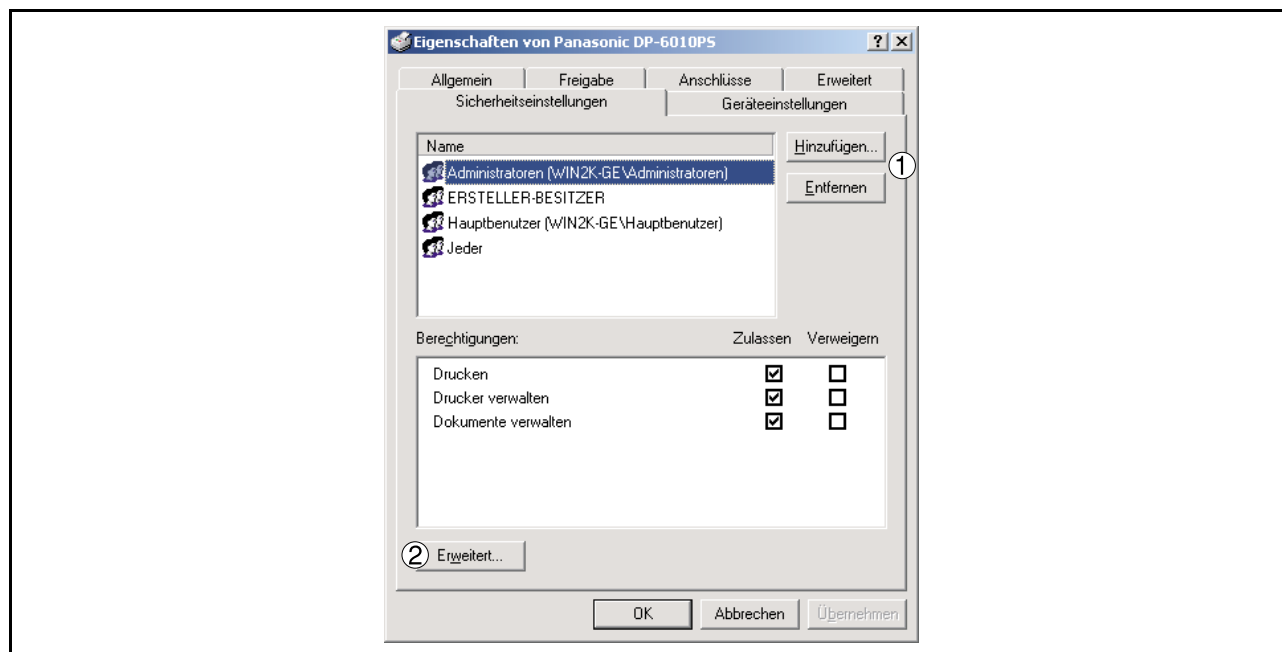 Eigenschaften von Panasonic DP-6010PS
Allgemein Freigabe Anschlüsse Erweitert
Sicherheitseinstellungen Geräteeinstellungen
Name
Administratoren (WIN2K-GE\Administratoren)
ERSTELLER-BESITZER
Hauptbenutzer (WIN2K-GE\Hauptbenutzer)
Jeder
Hinzufügen...
①
Entfernen
Berechtigungen: Zulassen Verweigern
Drucken
Drucker verwalten
Dokumente verwalten
② Erweitert...
OK Abbrechen Übernehmen